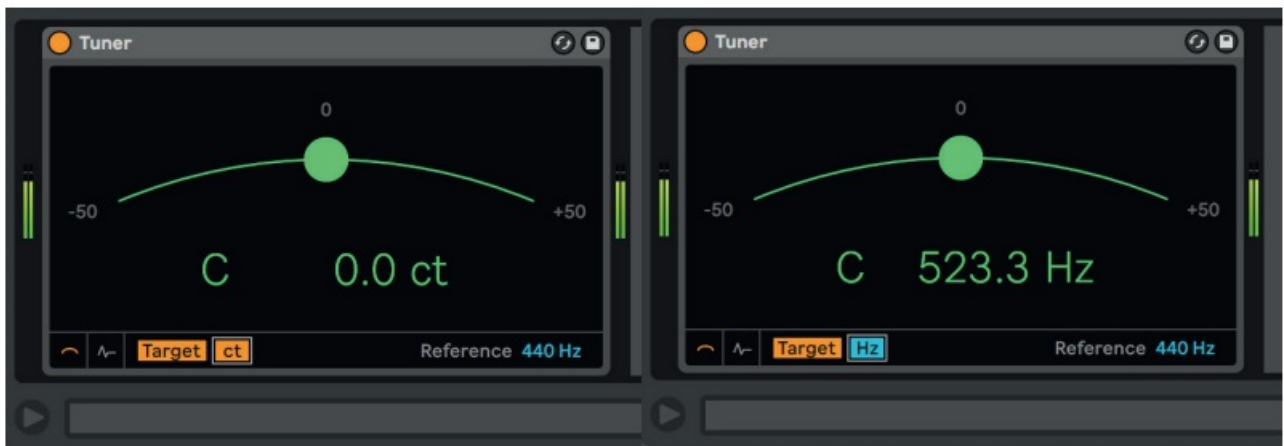 Tuner
0
-50
+50
C 0.0 ct
Target ct Reference 440 Hz
Tuner
0
-50
+50
C 523.3 Hz
Target Hz Reference 440 Hz